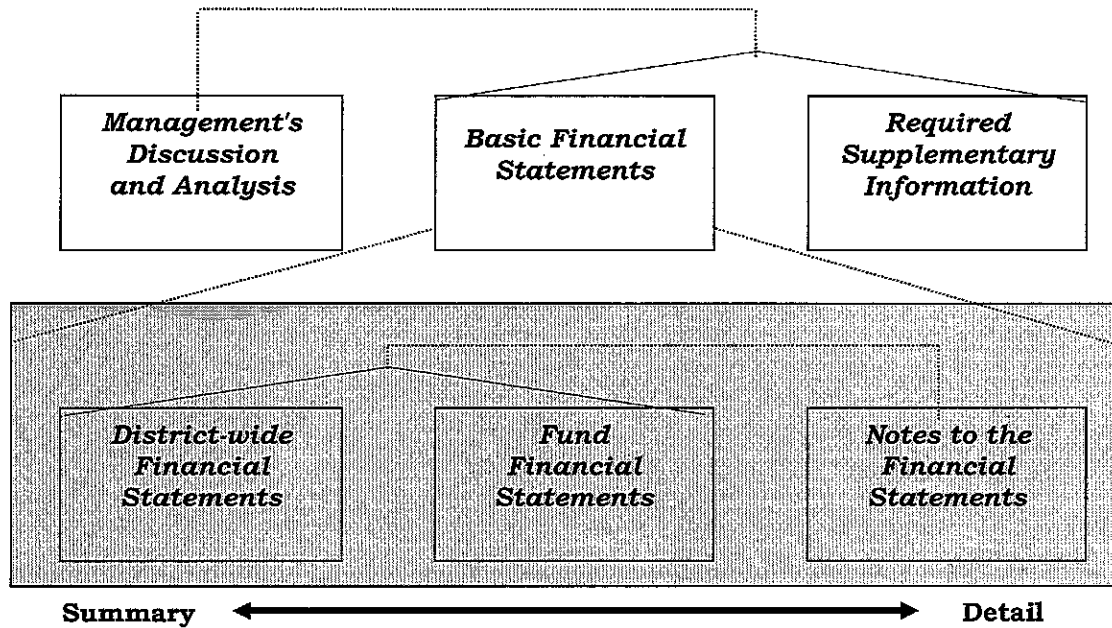 Management's
Discussion
and Analysis
Basic Financial
Statements
Required
Supplementary
Information
District-wide
Financial
Statements
Fund
Financial
Statements
Notes to the
Financial
Statements
Summary
Detail